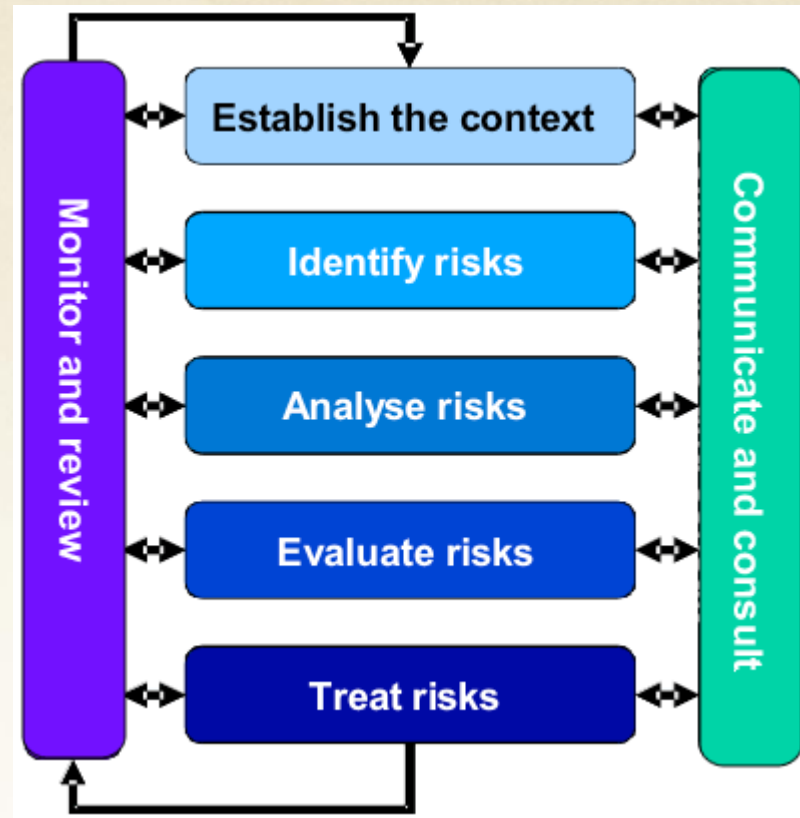 Monitor and review
Establish the context
Identify risks
Analyse risks
Evaluate risks
Treat risks
Communicate and consult